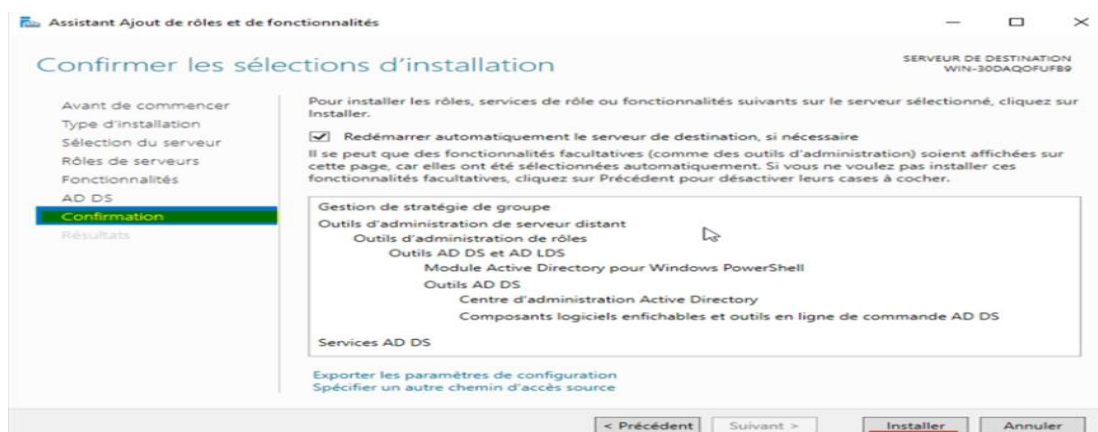 Assistant Ajout de rôles et de fonctionnalités
Confirmer les sélections d'installation
SERVEUR DE DESTINATION
WIN-30DAQOFUFB9
Avant de commencer
Type d'installation
Sélection du serveur
Rôles de serveurs
Fonctionnalités
AD DS
Confirmation
Résultats
Pour installer les rôles, services de rôle ou fonctionnalités suivants sur le serveur sélectionné, cliquez sur
Installer.
Redémarrer automatiquement le serveur de destination, si nécessaire
Il se peut que des fonctionnalités facultatives (comme des outils d'administration) soient affichées sur
cette page, car elles ont été sélectionnées automatiquement. Si vous ne voulez pas installer ces
fonctionnalités facultatives, cliquez sur Précédent pour désactiver leurs cases à cocher.
Gestion de stratégie de groupe
Outils d'administration de serveur distant
Outils d'administration de rôles
Outils AD DS et AD LDS
Module Active Directory pour Windows PowerShell
Outils AD DS
Centre d'administration Active Directory
Composants logiciels enfichables et outils en ligne de commande AD DS
Services AD DS
Exporter les paramètres de configuration
Spécifier un autre chemin d'accès source
< Précédent
Suivant >
Installer
Annuler